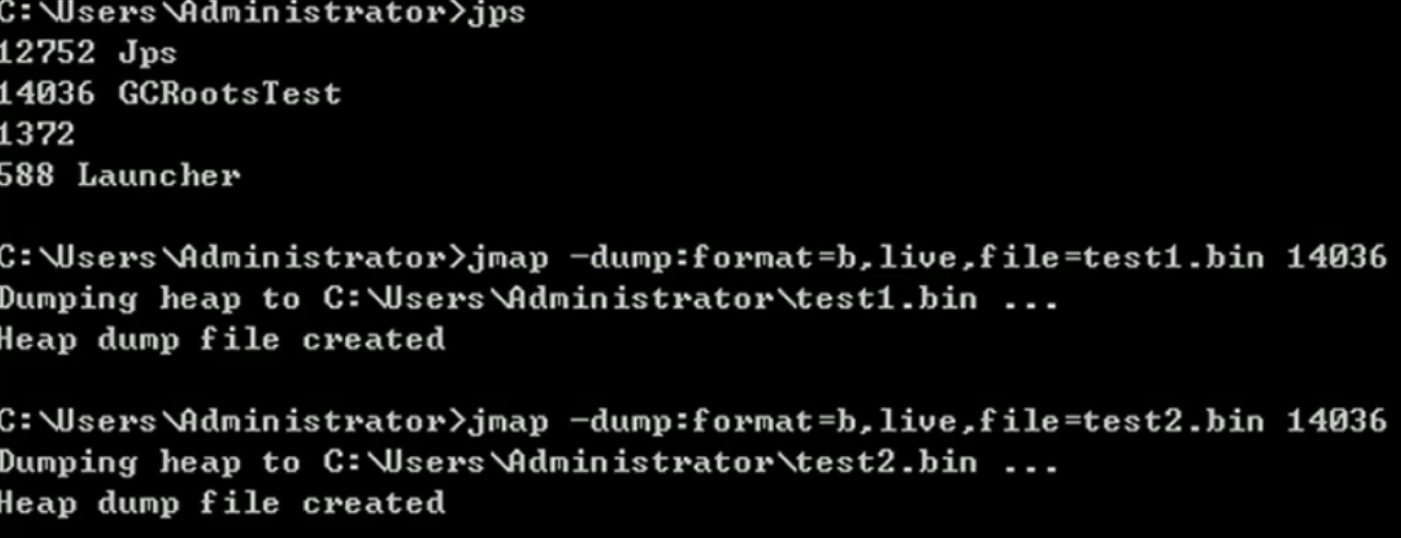 C:\Users\Administrator>jps
12752 Jps
14036 GCRootsTest
1372
588 Launcher
C:\Users\Administrator>jmap -dump:format=b,live,file=test1.bin 14036
Dumping heap to C:\Users\Administrator\test1.bin ...
Heap dump file created
C:\Users\Administrator>jmap -dump:format=b,live,file=test2.bin 14036
Dumping heap to C:\Users\Administrator\test2.bin ...
Heap dump file created